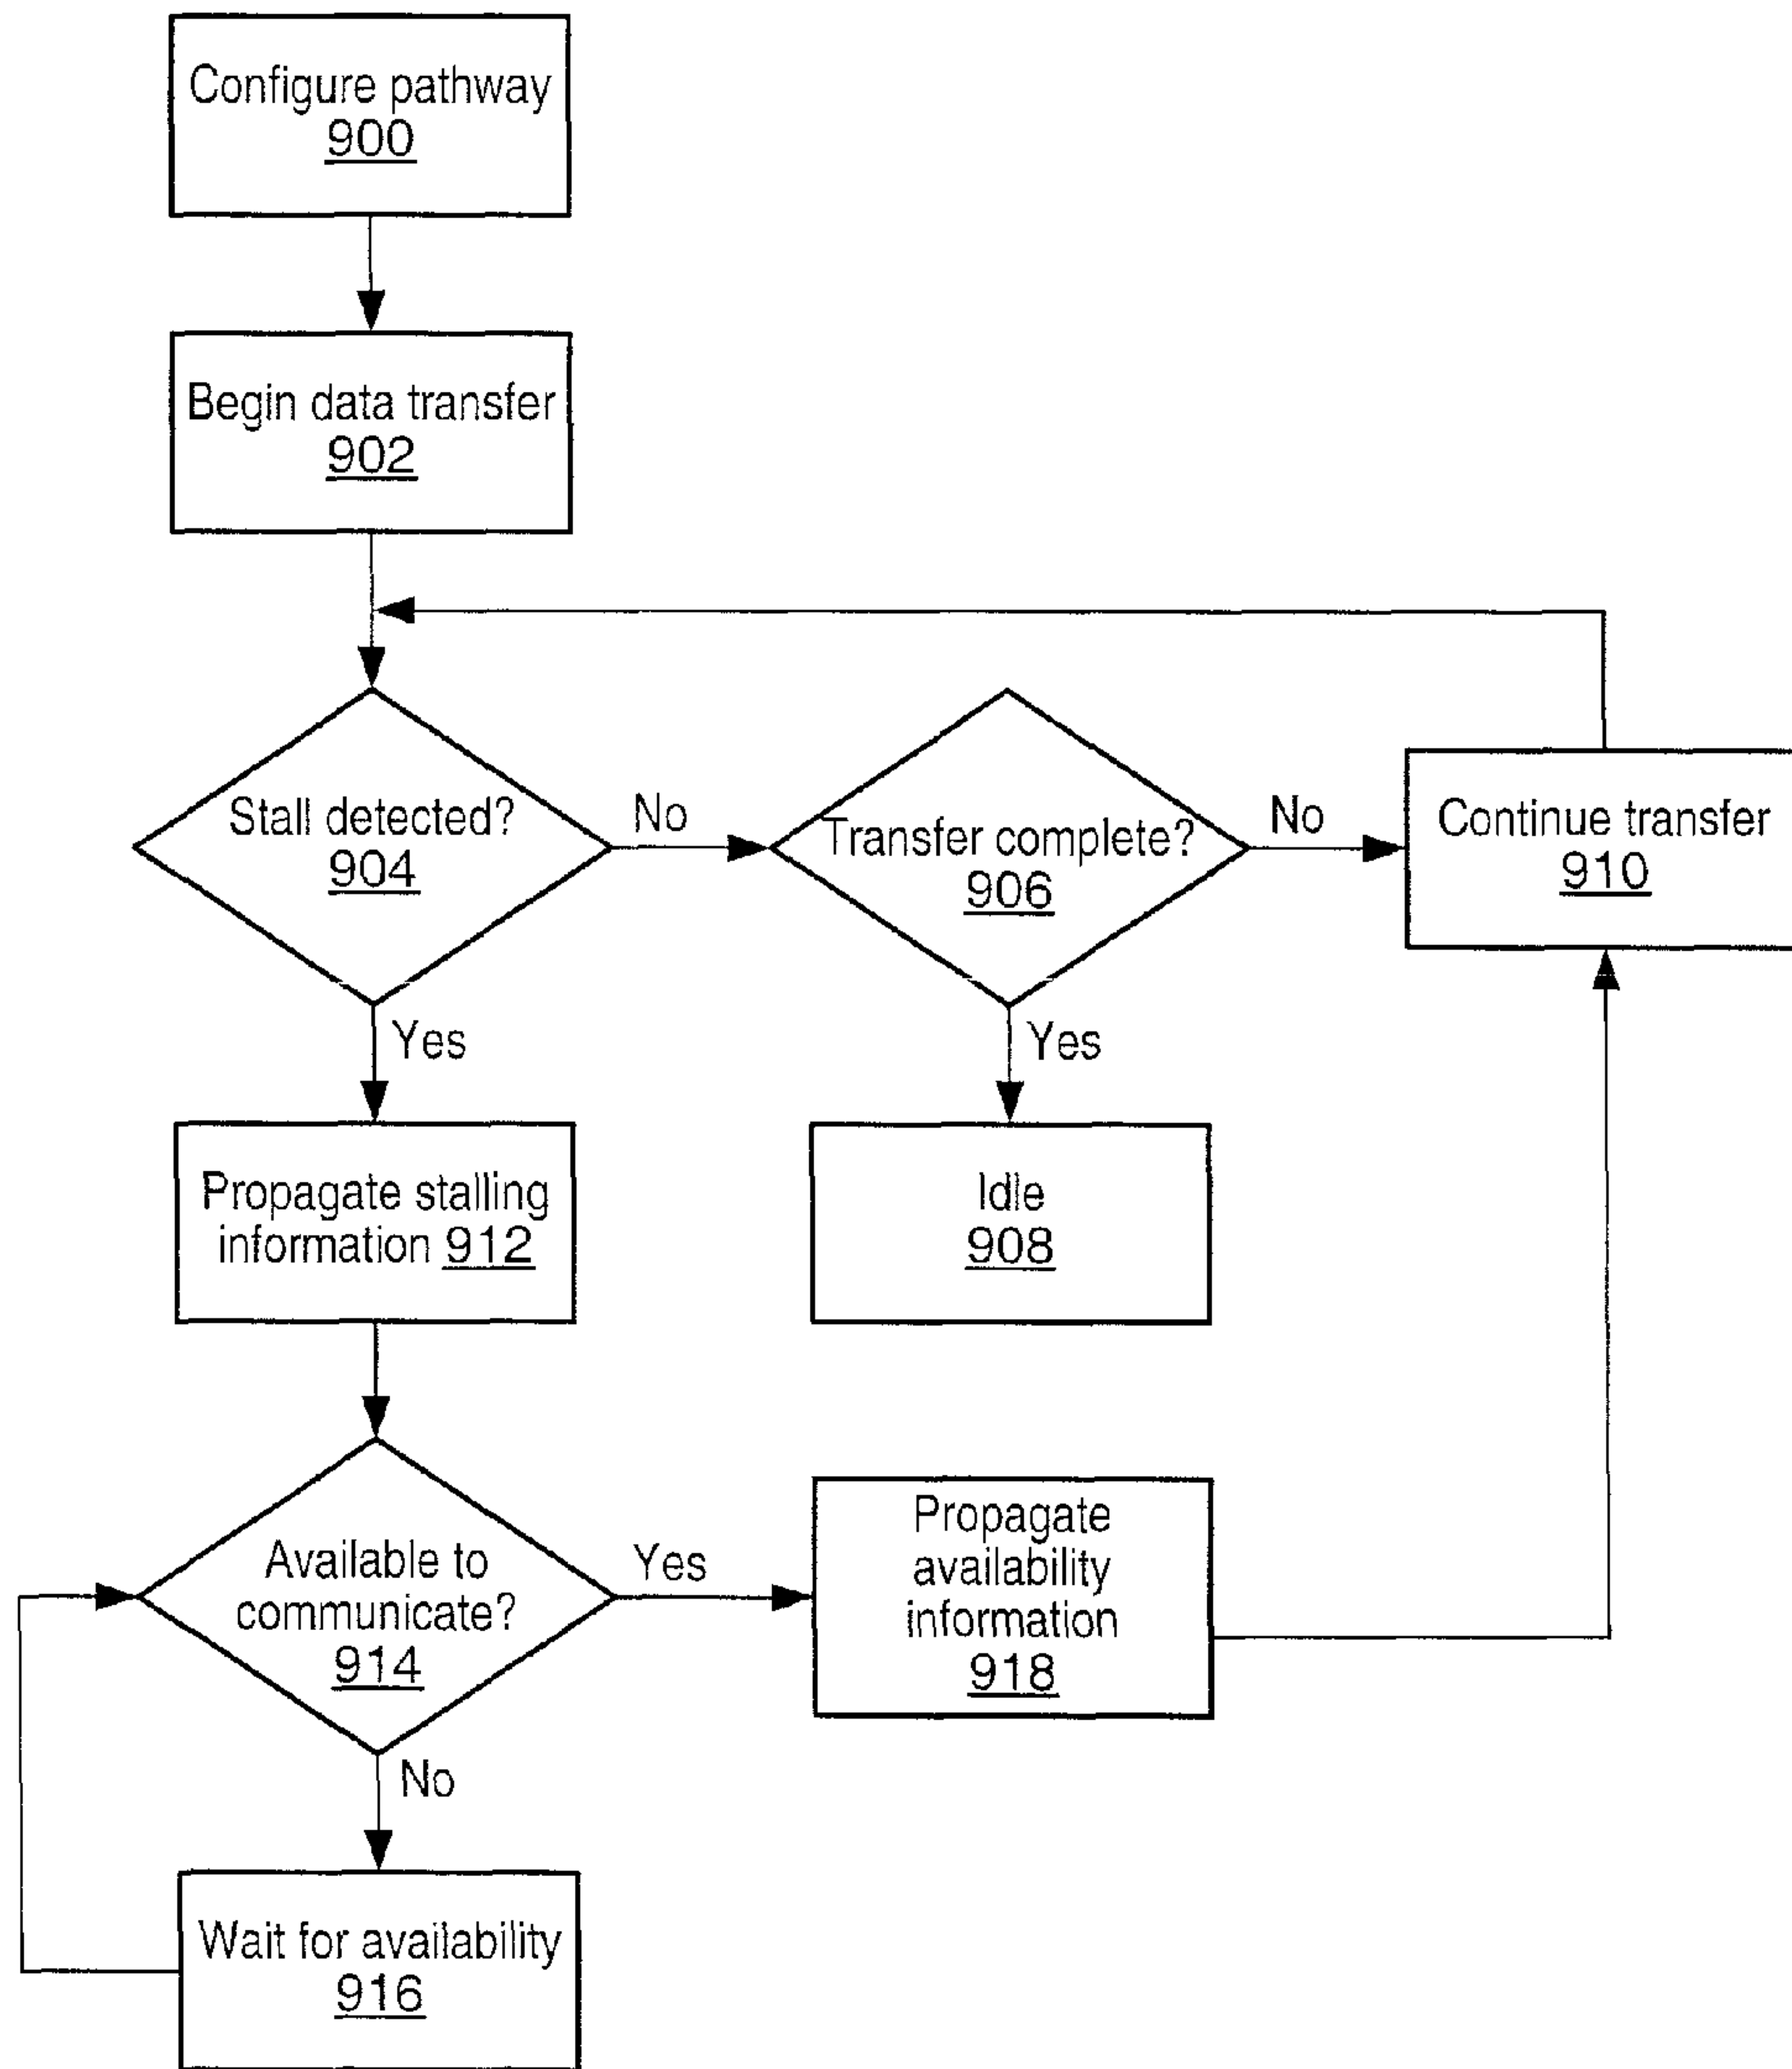 Configure pathway
900
Begin data transfer
902
Stall detected?
904
No
Transfer complete?
906
No
Continue transfer
910
Yes
Yes
Propagate stalling
information 912
Idle
908
Available to
communicate?
914
Yes
Propagate
availability
information
918
No
Wait for availability
916